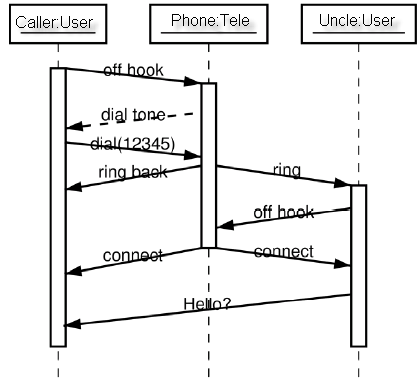 Caller:User
Phone:Tele
Uncle:User
off hook
dial tone
dial(12345)
ring back
ring
off hook
connect
connect
Hello?